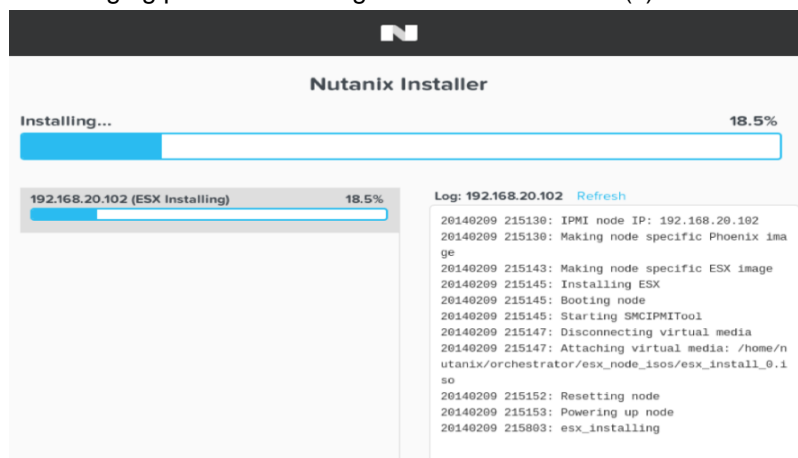 Nutanix Installer
Installing...
18.5%
192.168.20.102 (ESX Installing)
18.5%
Log: 192.168.20.102 Refresh
20140209 215130: IPMI node IP: 192.168.20.102
20140209 215130: Making node specific Phoenix ima
ge
20140209 215143: Making node specific ESX image
20140209 215145: Installing ESX
20140209 215145: Booting node
20140209 215145: Starting SMCIPMITool
20140209 215147: Disconnecting virtual media
20140209 215147: Attaching virtual media: /home/n
utanix/orchestrator/esx_node_isos/esx_install_0.i
so
20140209 215152: Resetting node
20140209 215153: Powering up node
20140209 215803: esx_installing